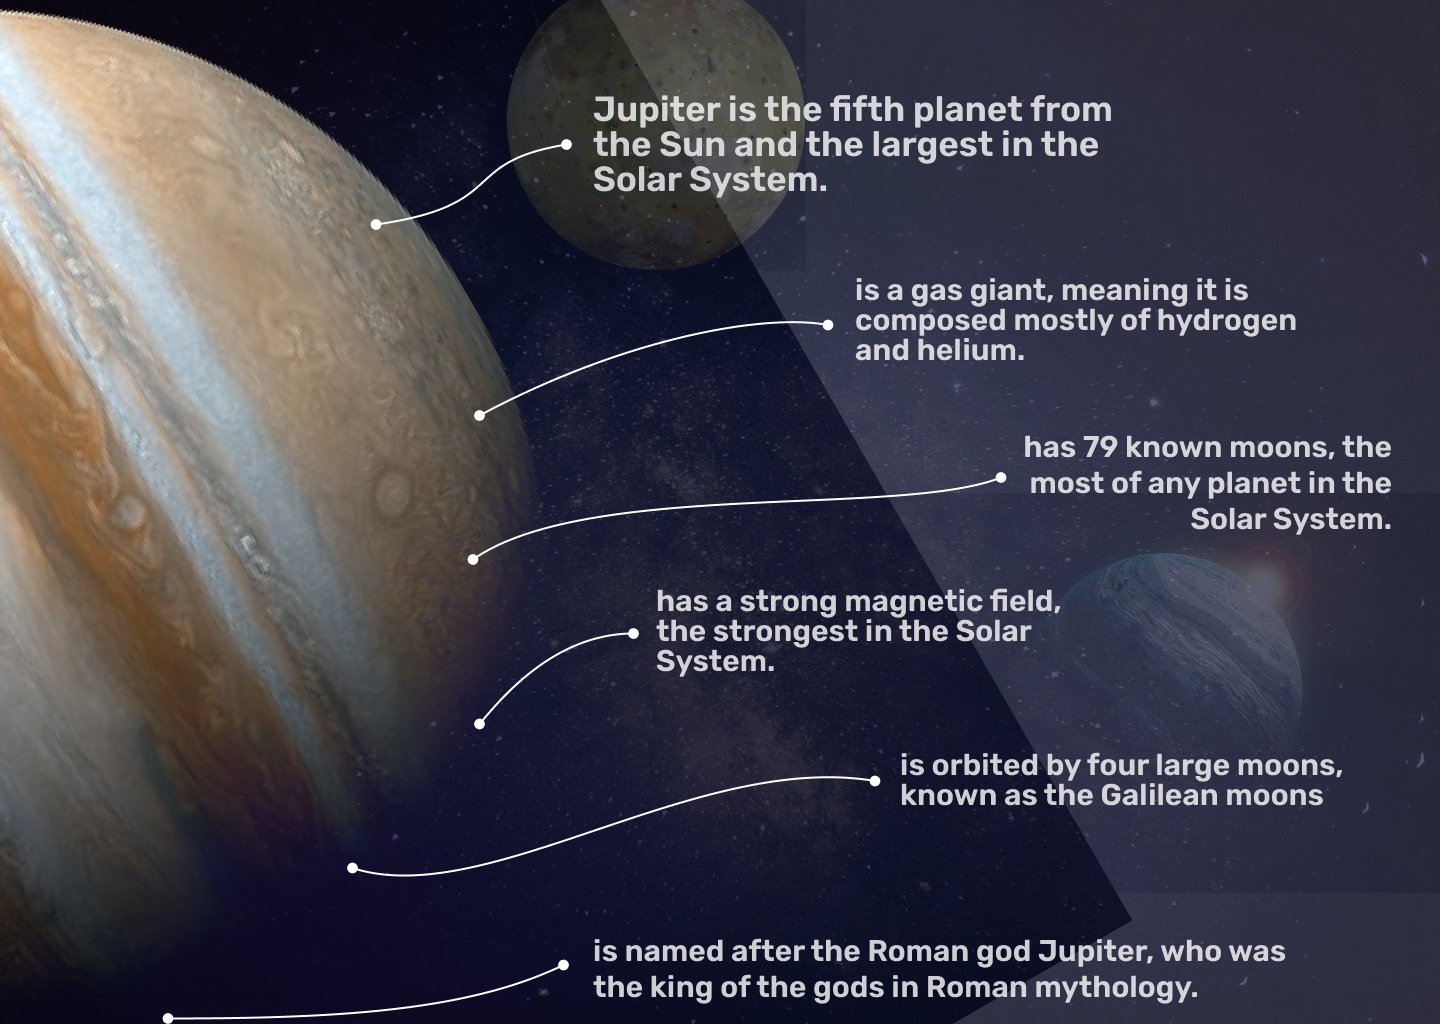 Jupiter is the fifth planet from
the Sun and the largest in the
Solar System.
is a gas giant, meaning it is
composed mostly of hydrogen
and helium.
has 79 known moons, the
most of any planet in the
Solar System.
has a strong magnetic field,
the strongest in the Solar
System.
is orbited by four large moons,
known as the Galilean moons
is named after the Roman god Jupiter, who was
the king of the gods in Roman mythology.